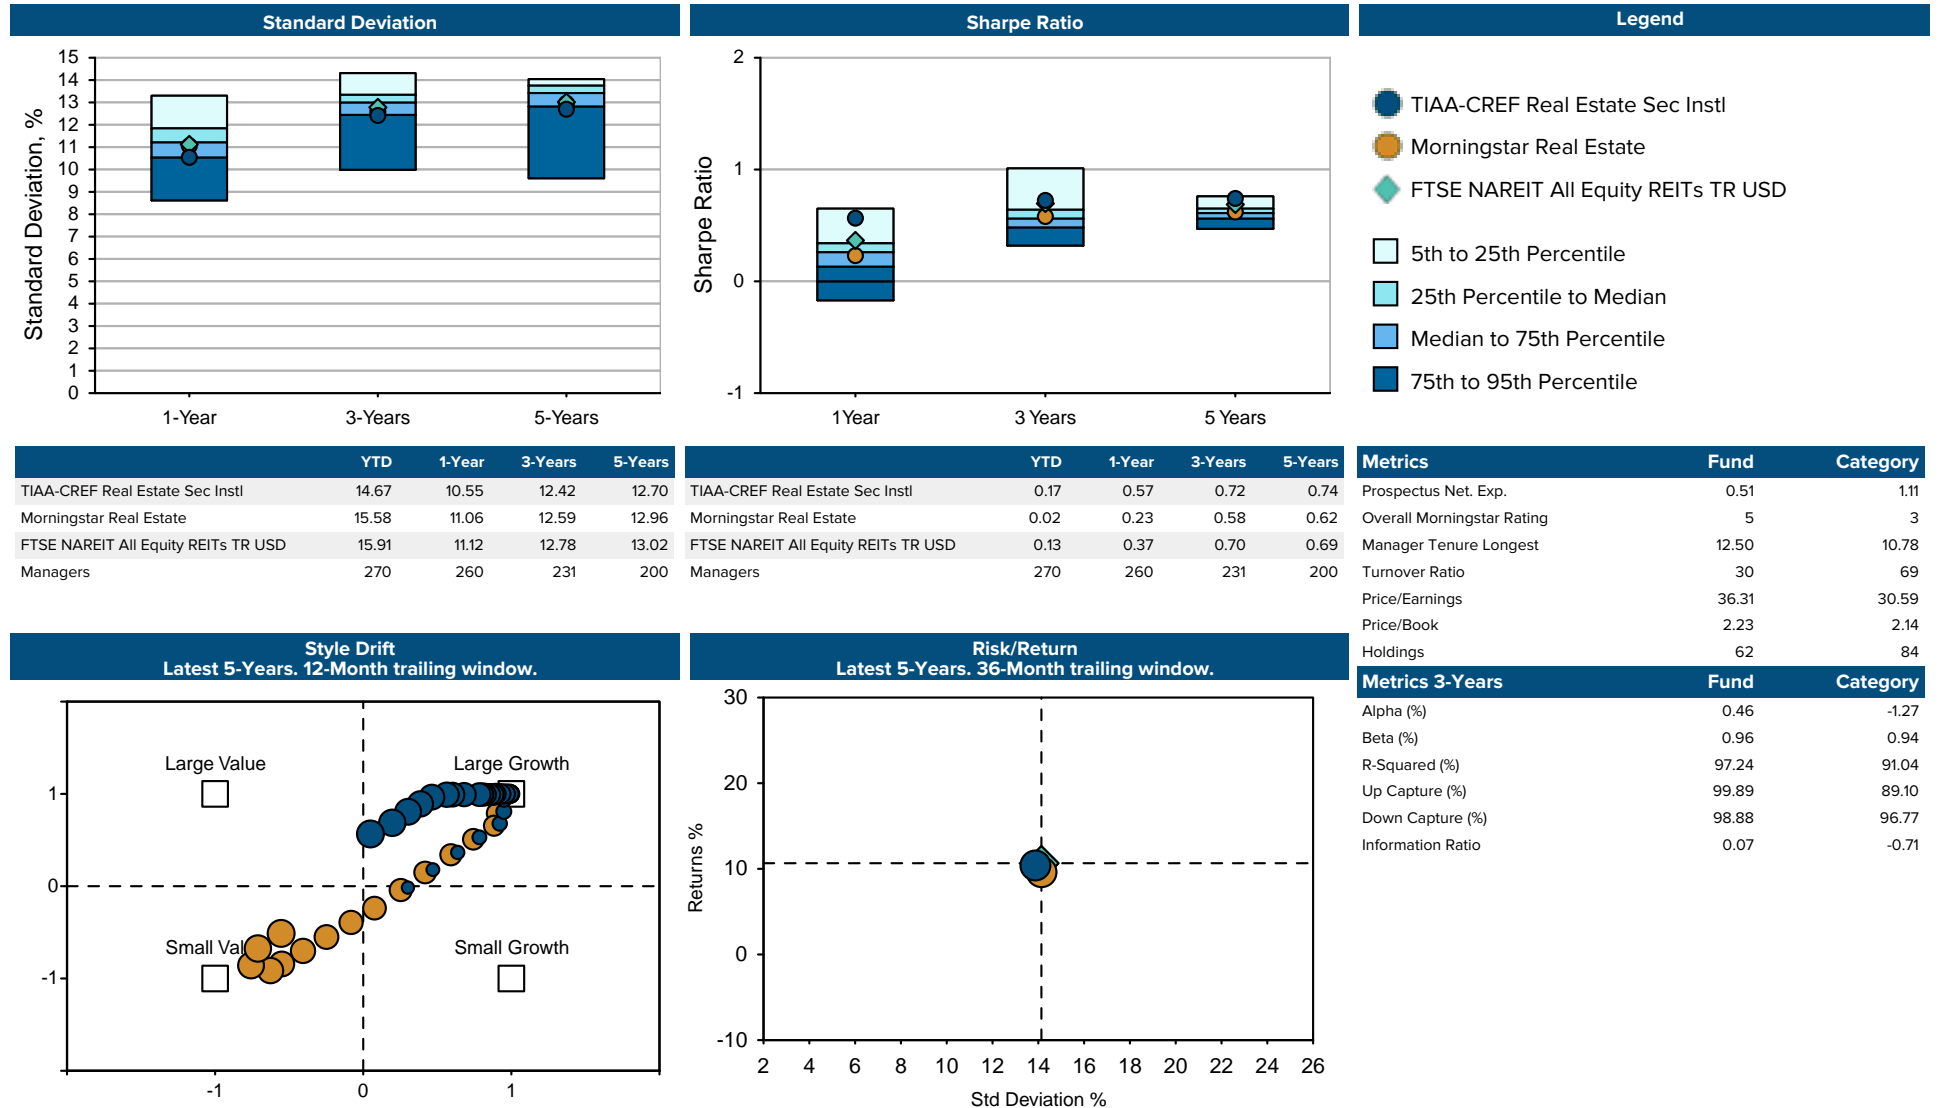 Standard Deviation
15
14
13
12
11
10
9
8
7
6
5
4
3
2
1
0
Standard Deviation, %
1-Year 3-Years 5-Years
Sharpe Ratio
2
1
0
-1
Sharpe Ratio
1Year 3 Years 5 Years
Legend
TIAA-CREF Real Estate Sec Instl
Morningstar Real Estate
FTSE NAREIT All Equity REITs TR USD
5th to 25th Percentile
25th Percentile to Median
Median to 75th Percentile
75th to 95th Percentile
YTD 1-Year 3-Years 5-Years
TIAA-CREF Real Estate Sec Instl 14.67 10.55 12.42 12.70
Morningstar Real Estate 15.58 11.06 12.59 12.96
FTSE NAREIT All Equity REITs TR USD 15.91 11.12 12.78 13.02
Managers 270 260 231 200
YTD 1-Year 3-Years 5-Years
TIAA-CREF Real Estate Sec Instl 0.17 0.57 0.72 0.74
Morningstar Real Estate 0.02 0.23 0.58 0.62
FTSE NAREIT All Equity REITs TR USD 0.13 0.37 0.70 0.69
Managers 270 260 231 200
Metrics Fund Category
Prospectus Net. Exp. 0.51 1.11
Overall Morningstar Rating 5 3
Manager Tenure Longest 12.50 10.78
Turnover Ratio 30 69
Price/Earnings 36.31 30.59
Price/Book 2.23 2.14
Holdings 62 84
Metrics 3-Years Fund Category
Alpha (%) 0.46 -1.27
Beta (%) 0.96 0.94
R-Squared (%) 97.24 91.04
Up Capture (%) 99.89 89.10
Down Capture (%) 98.88 96.77
Information Ratio 0.07 -0.71
Style Drift
Latest 5-Years. 12-Month trailing window.
Large Value Large Growth
1
0
Small Val Small Growth
-1
-1 0 1
Risk/Return
Latest 5-Years. 36-Month trailing window.
30
20
10
0
-10
Returns %
2 4 6 8 10 12 14 16 18 20 22 24 26
Std Deviation %